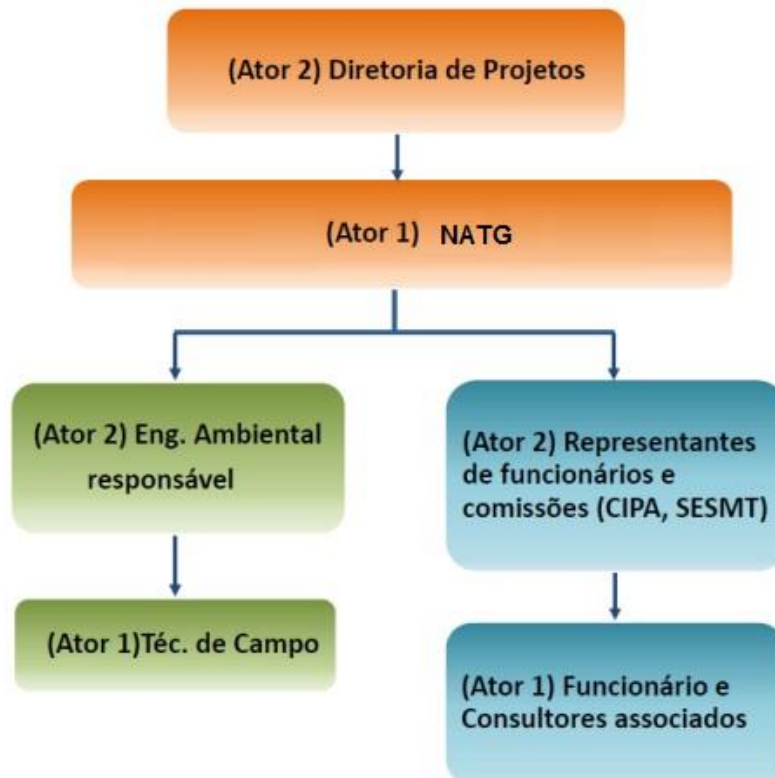 (Ator 2) Diretoria de Projetos
(Ator 1) NATG
(Ator 2) Eng. Ambiental
responsável
(Ator 2) Representantes
de funcionários e
comissões (CIPA, SESMT)
(Ator 1)Téc. de Campo
(Ator 1) Funcionário e
Consultores associados